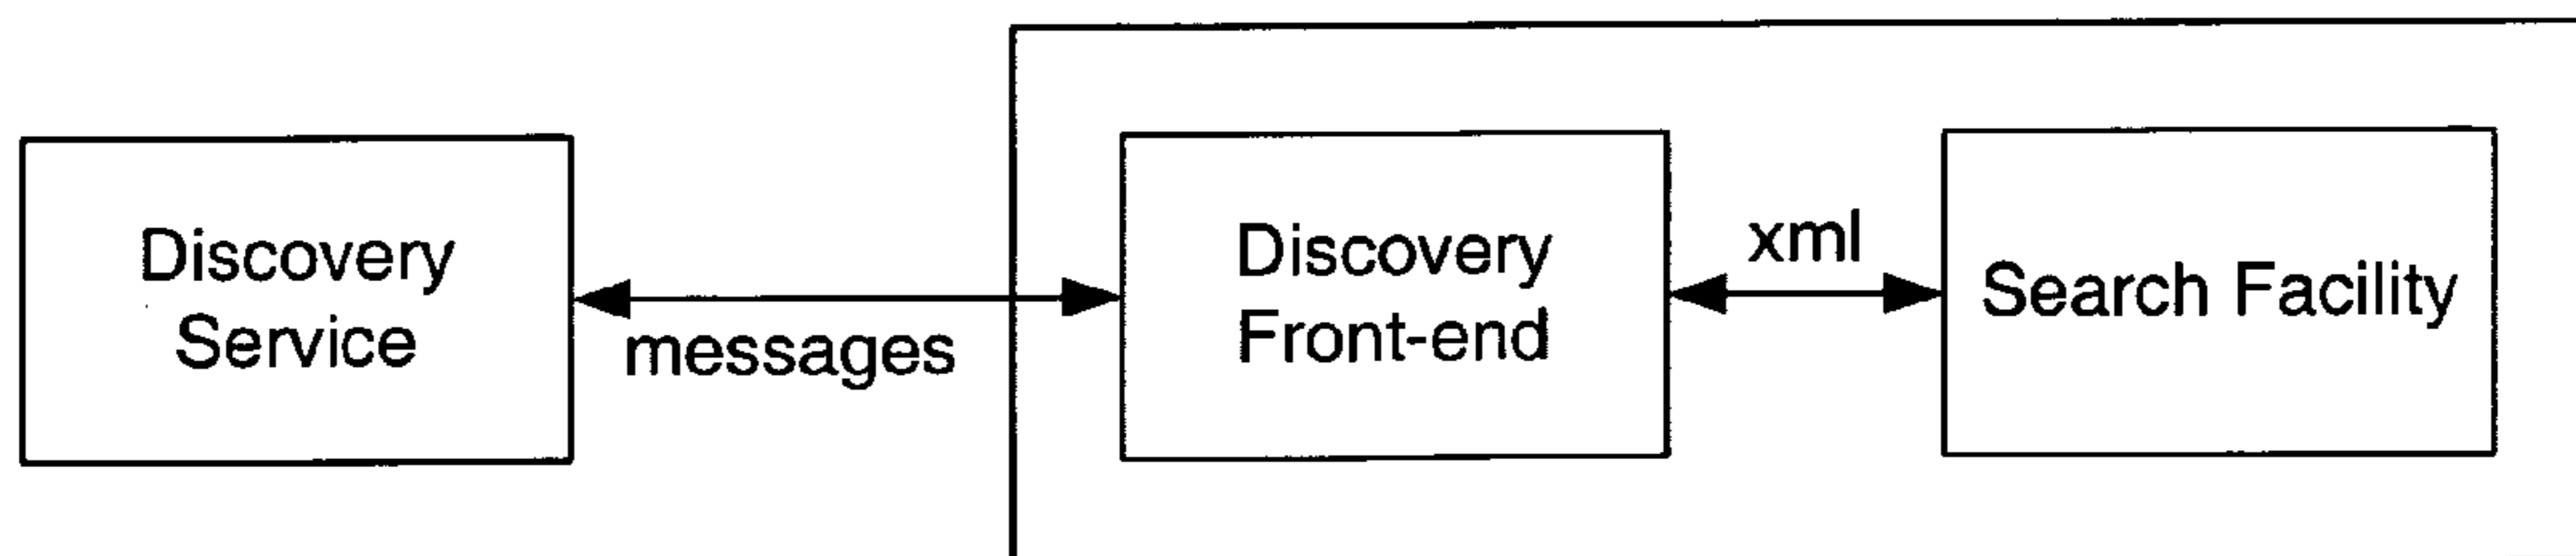 Discovery
Service
messages
Discovery
Front-end
xml
Search Facility